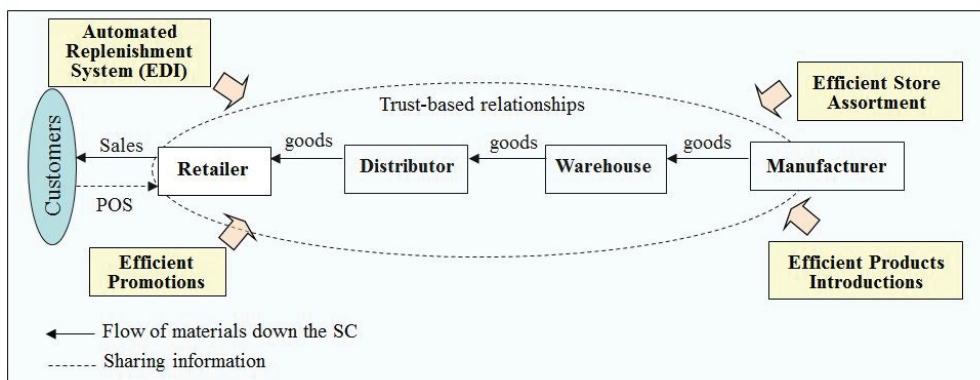 Automated
Replenishment
System (EDI)
Efficient Store
Assortment
Trust-based relationships
Customers
Sales
goods
goods
goods
Retailer
Distributor
Warehouse
Manufacturer
POS
Efficient
Promotions
Efficient Products
Introductions
Flow of materials down the SC
Sharing information